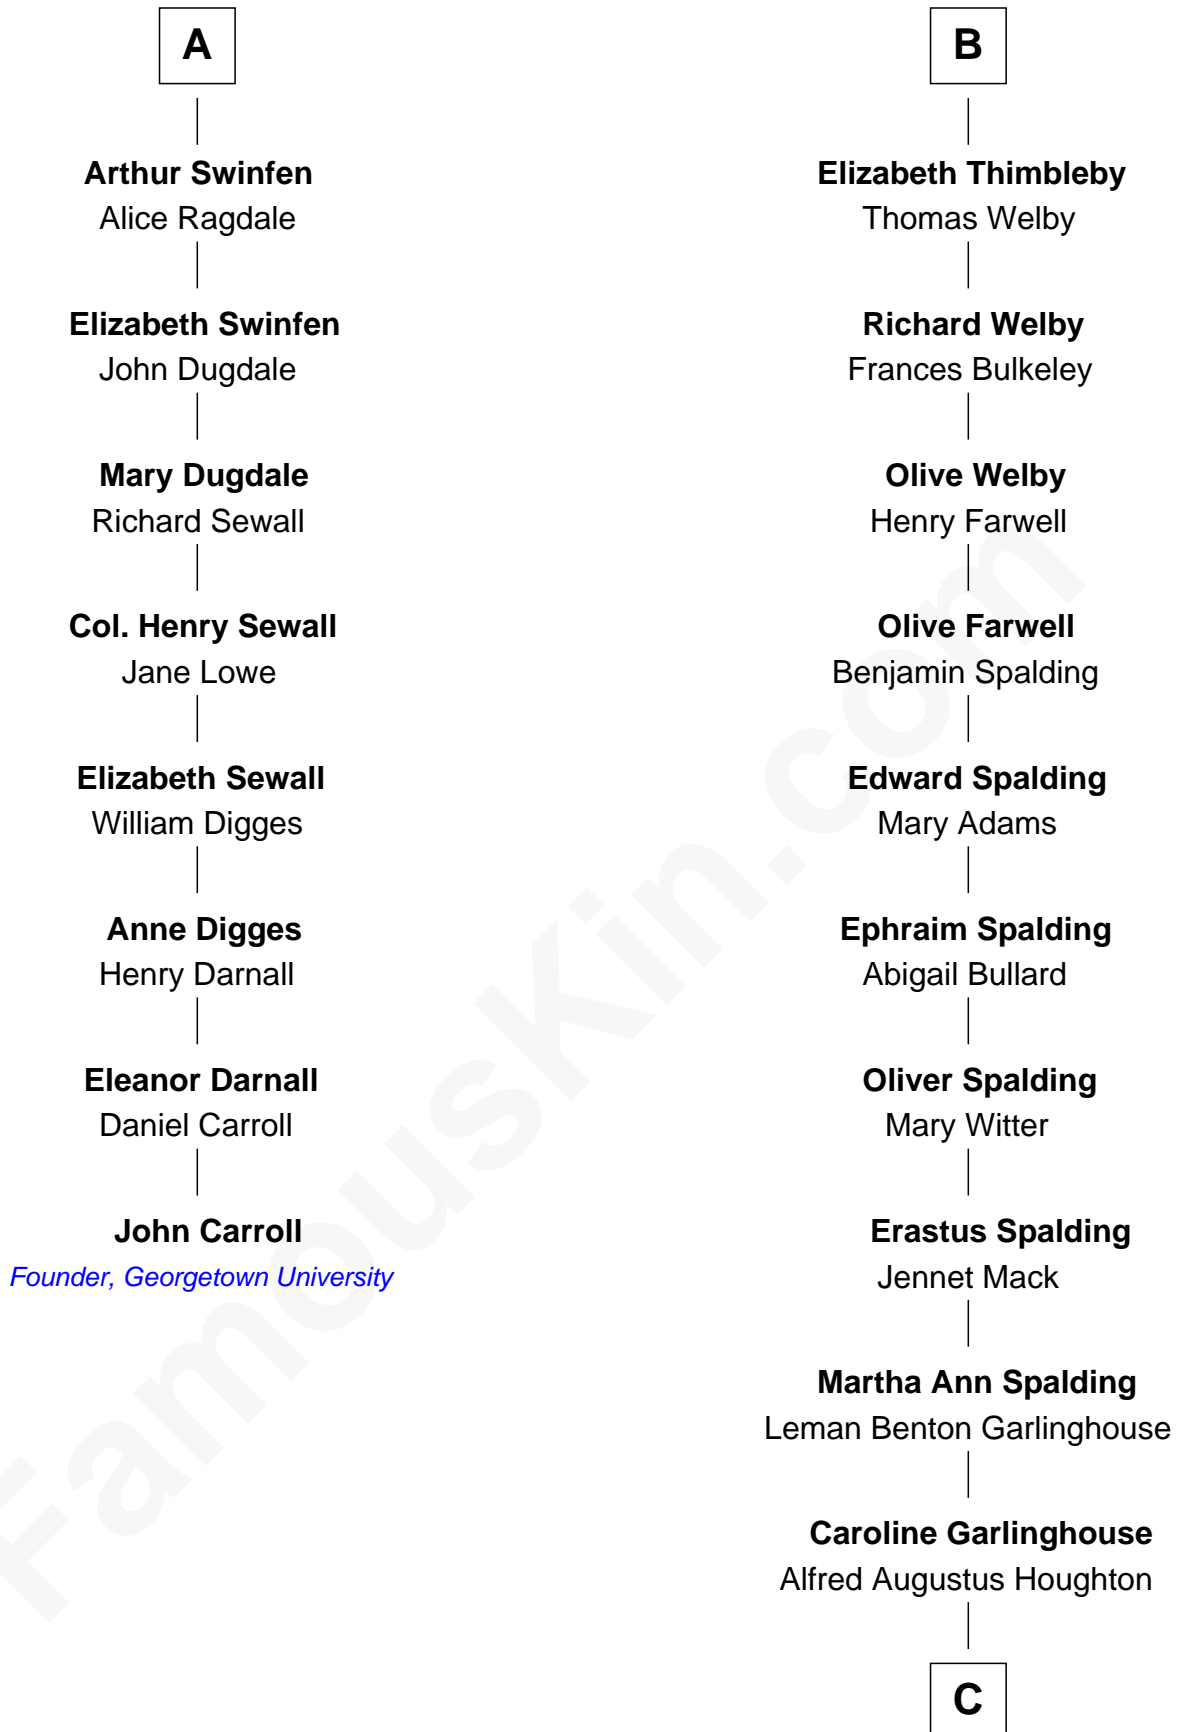 A
Arthur Swinfen
Alice Ragdale
Elizabeth Swinfen
John Dugdale
Mary Dugdale
Richard Sewall
Col. Henry Sewall
Jane Lowe
Elizabeth Sewall
William Digges
Anne Digges
Henry Darnall
Eleanor Darnall
Daniel Carroll
John Carroll
Founder, Georgetown University
B
Elizabeth Thimbleby
Thomas Welby
Richard Welby
Frances Bulkeley
Olive Welby
Henry Farwell
Olive Farwell
Benjamin Spalding
Edward Spalding
Mary Adams
Ephraim Spalding
Abigail Bullard
Oliver Spalding
Mary Witter
Erastus Spalding
Jennet Mack
Martha Ann Spalding
Leman Benton Garlinghouse
Caroline Garlinghouse
Alfred Augustus Houghton
C
FamousKin.com